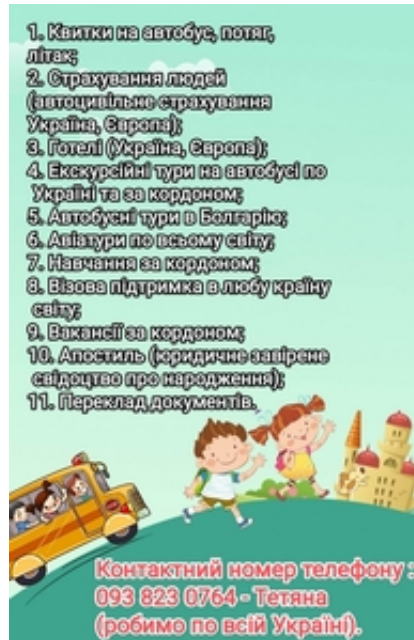 1. Квитки на автобус, потяг,
літак;
2. Страхування людей
(автоцивільне страхування
Україна, Європа);
3. Готелі (Україна, Європа);
4. Екскурсійні тури на автобусі по
Україні та за кордоном;
5. Автобусні тури в Болгарію;
6. Авіатури по всьому світу;
7. Навчання за кордоном;
8. Візова підтримка в любу країну
світу;
9. Вакансії за кордоном;
10. Апостиль (юридичне завірене
свідоцтво про народження);
11. Переклад документів.
Контактний номер телефону :
093 823 0764 - Тетяна
(робимо по всій Україні).